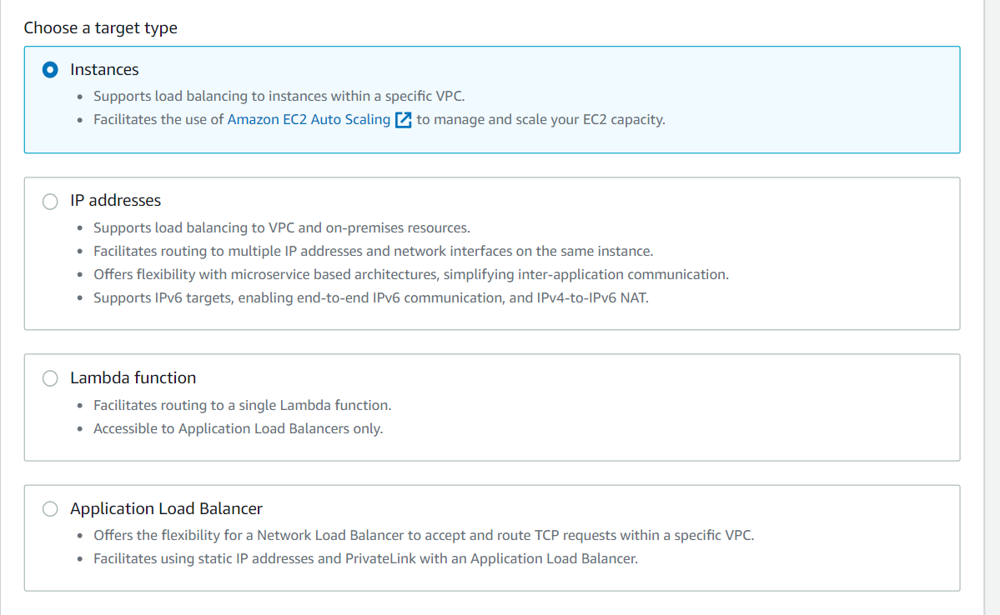 Choose a target type
Instances
Supports load balancing to instances within a specific VPC.
Facilitates the use of Amazon EC2 Auto Scaling to manage and scale your EC2 capacity.
IP addresses
Supports load balancing to VPC and on-premises resources.
Facilitates routing to multiple IP addresses and network interfaces on the same instance.
Offers flexibility with microservice based architectures, simplifying inter-application communication.
Supports IPv6 targets, enabling end-to-end IPv6 communication, and IPv4-to-IPv6 NAT.
Lambda function
Facilitates routing to a single Lambda function.
Accessible to Application Load Balancers only.
Application Load Balancer
Offers the flexibility for a Network Load Balancer to accept and route TCP requests within a specific VPC.
Facilitates using static IP addresses and PrivateLink with an Application Load Balancer.